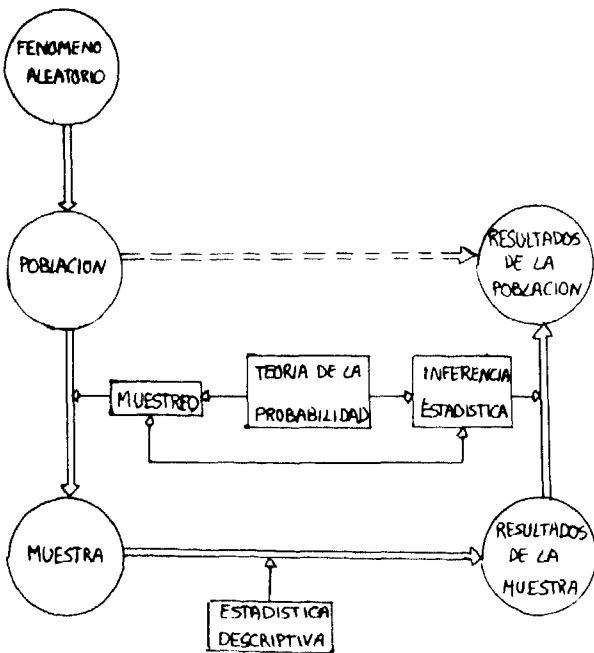 FENOMENO
ALEATORIO
POBLACION
RESULTADOS
DE LA
POBLACION
MUESTREO
TEORIA DE LA
PROBABILIDAD
INFERENCIA
ESTADISTICA
MUESTRA
RESULTADOS
DE LA
MUESTRA
ESTADISTICA
DESCRIPTIVA